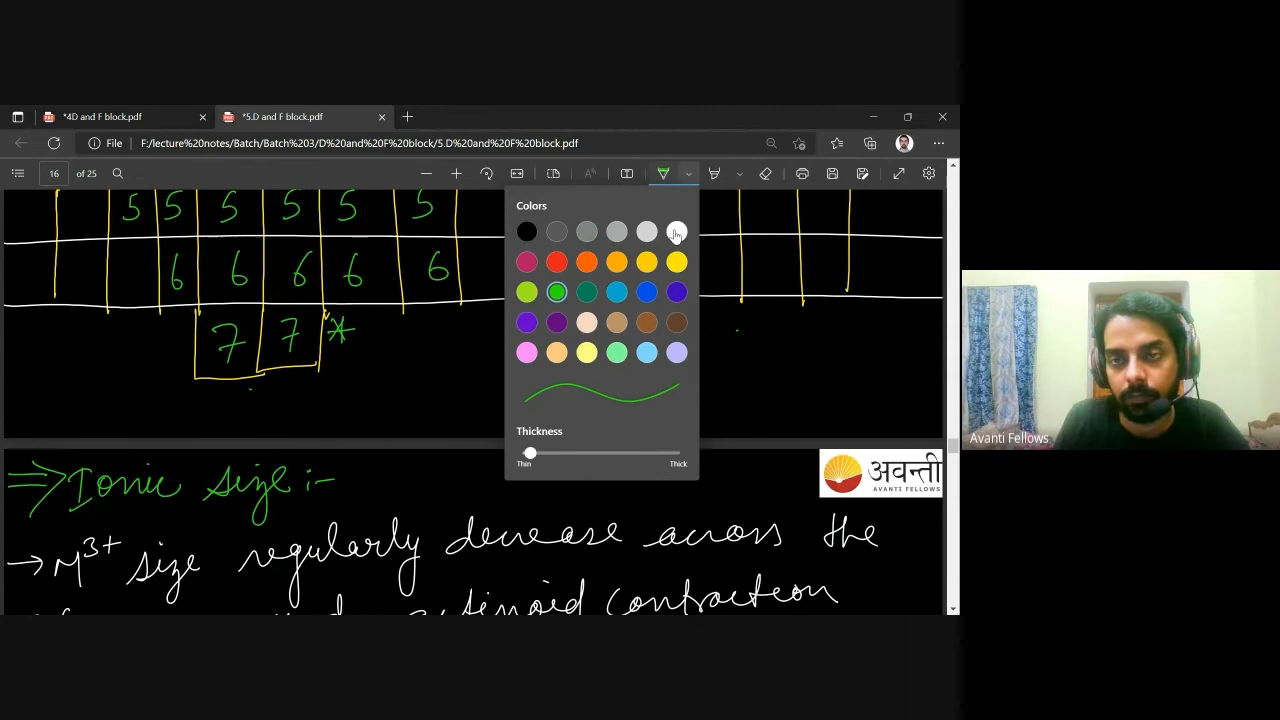 *4D and F block.pdf
*5.D and F block.pdf
File
F:/lecture%20notes/Batch/Batch%203/D%20and%20F%20block/5.D%20and%20F%20block.pdf
16 of 25
Colors
5 5 5 5 5 5
6 6 6 6 6
7 7 *
Thickness
Thin Thick
⇒ Ionic size :-
अवन्ती
AVANTI FELLOWS
→ M3+ size regularly decrease across the
actinoid contraction
Avanti Fellows